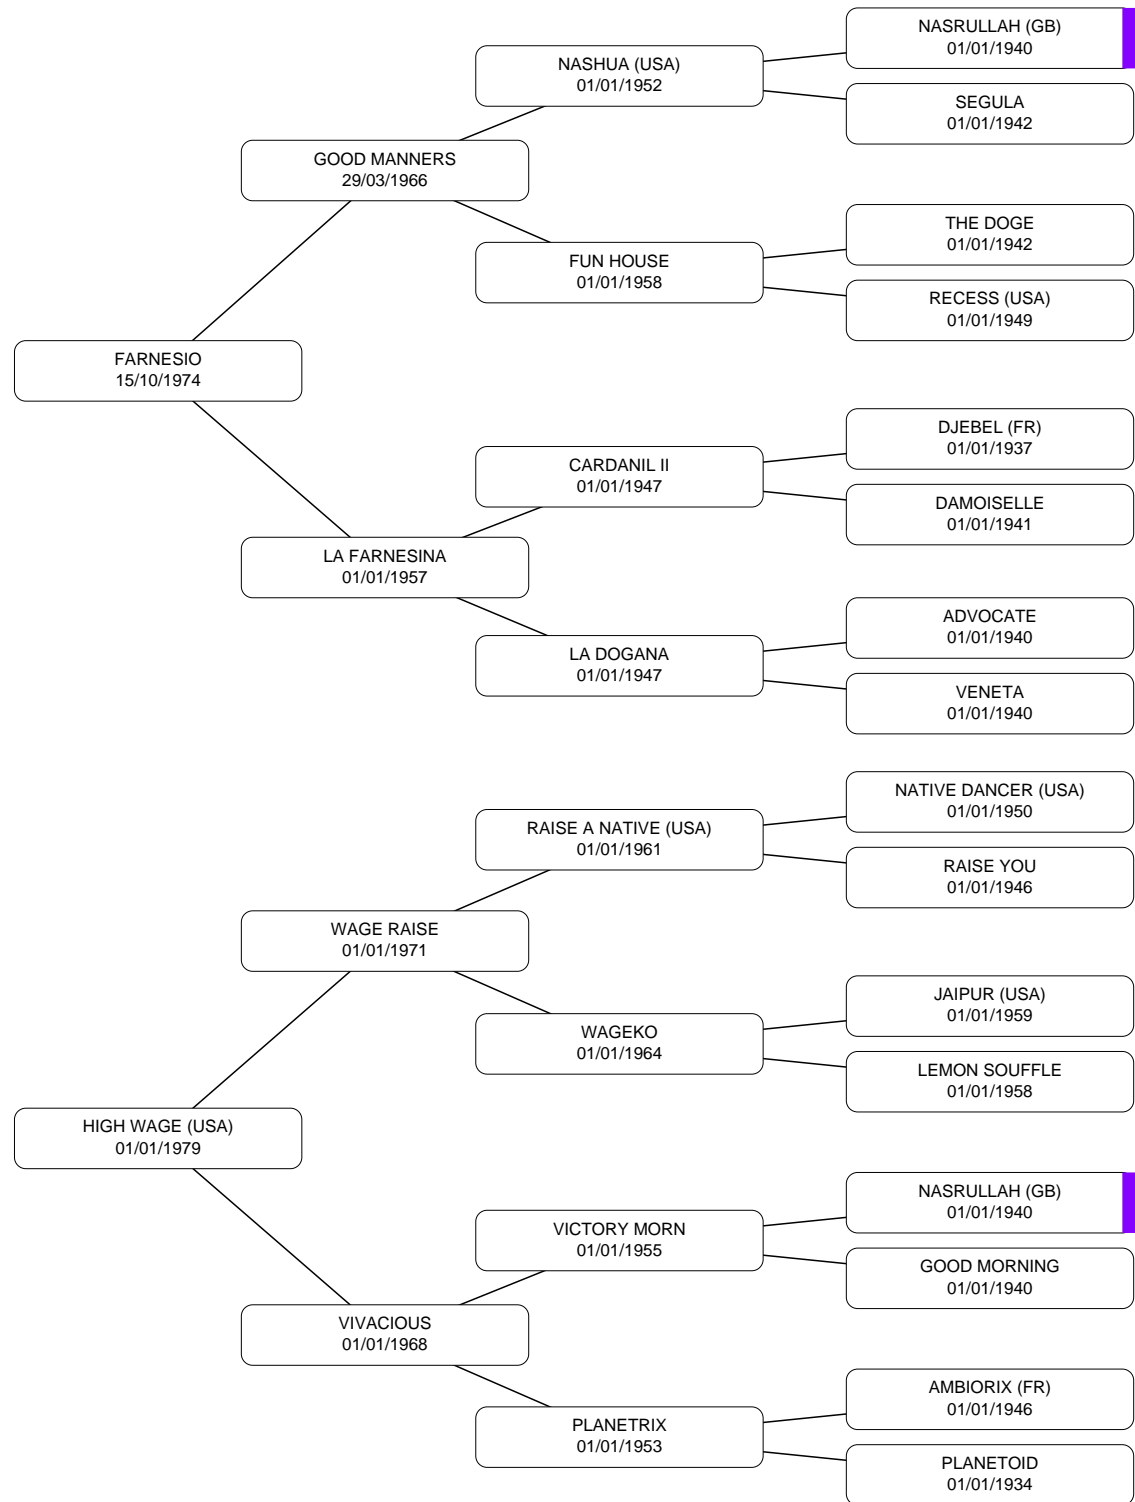 NASRULLAH (GB)
01/01/1940
NASHUA (USA)
01/01/1952
SEGULA
01/01/1942
GOOD MANNERS
29/03/1966
THE DOGE
01/01/1942
FUN HOUSE
01/01/1958
RECESS (USA)
01/01/1949
FARNESIO
15/10/1974
DJEBEL (FR)
01/01/1937
CARDANIL II
01/01/1947
DAMOISELLE
01/01/1941
LA FARNESINA
01/01/1957
ADVOCATE
01/01/1940
LA DOGANA
01/01/1947
VENETA
01/01/1940
NATIVE DANCER (USA)
01/01/1950
RAISE A NATIVE (USA)
01/01/1961
RAISE YOU
01/01/1946
WAGE RAISE
01/01/1971
JAIPUR (USA)
01/01/1959
WAGEKO
01/01/1964
LEMON SOUFFLE
01/01/1958
HIGH WAGE (USA)
01/01/1979
NASRULLAH (GB)
01/01/1940
VICTORY MORN
01/01/1955
GOOD MORNING
01/01/1940
VIVACIOUS
01/01/1968
AMBIORIX (FR)
01/01/1946
PLANETRIX
01/01/1953
PLANETOID
01/01/1934